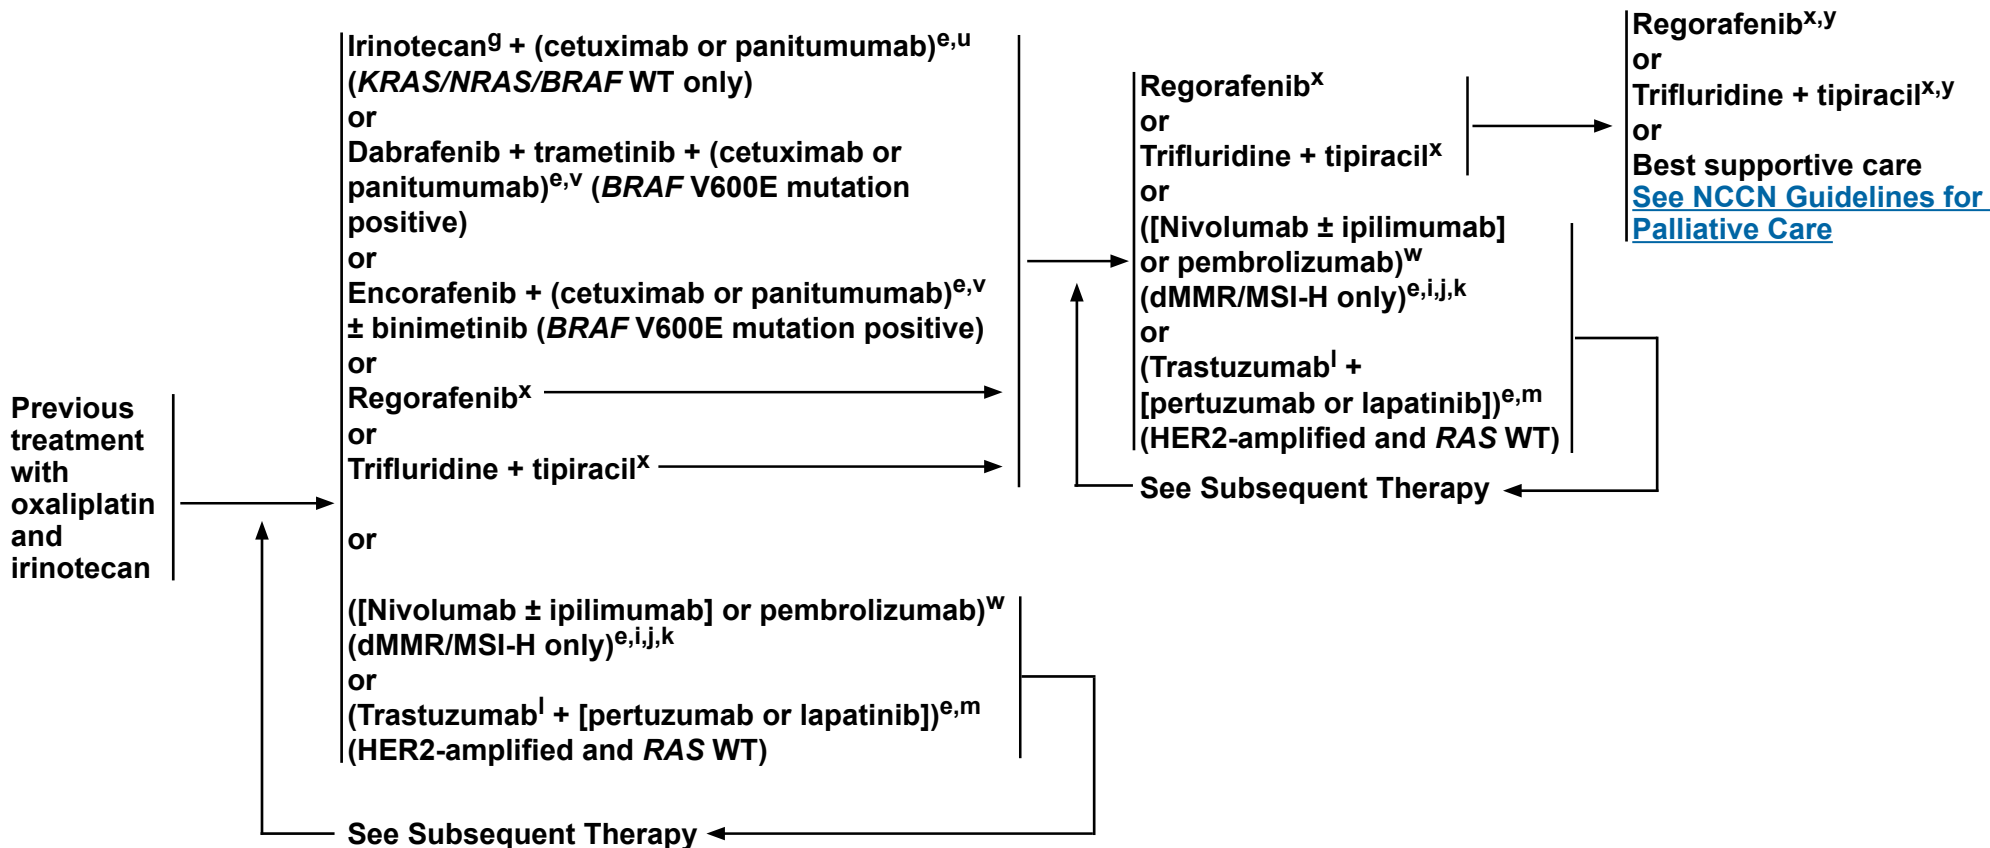 Previous
treatment
with
oxaliplatin
and
irinotecan
Irinotecanᵍ + (cetuximab or panitumumab)ᵉ,ᵘ
(KRAS/NRAS/BRAF WT only)
or
Dabrafenib + trametinib + (cetuximab or
panitumumab)ᵉ,ᵛ (BRAF V600E mutation
positive)
or
Encorafenib + (cetuximab or panitumumab)ᵉ,ᵛ
± binimetinib (BRAF V600E mutation positive)
or
Regorafenibˣ
or
Trifluridine + tipiracilˣ
or
([Nivolumab ± ipilimumab] or pembrolizumab)ʷ
(dMMR/MSI-H only)ᵉ,ⁱ,ʲ,ᵏ
or
(Trastuzumabˡ + [pertuzumab or lapatinib])ᵉ,ᵐ
(HER2-amplified and RAS WT)
See Subsequent Therapy
Regorafenibˣ
or
Trifluridine + tipiracilˣ
or
([Nivolumab ± ipilimumab]
or pembrolizumab)ʷ
(dMMR/MSI-H only)ᵉ,ⁱ,ʲ,ᵏ
or
(Trastuzumabˡ +
[pertuzumab or lapatinib])ᵉ,ᵐ
(HER2-amplified and RAS WT)
See Subsequent Therapy
Regorafenibˣ,ʸ
or
Trifluridine + tipiracilˣ,ʸ
or
Best supportive care
See NCCN Guidelines for
Palliative Care